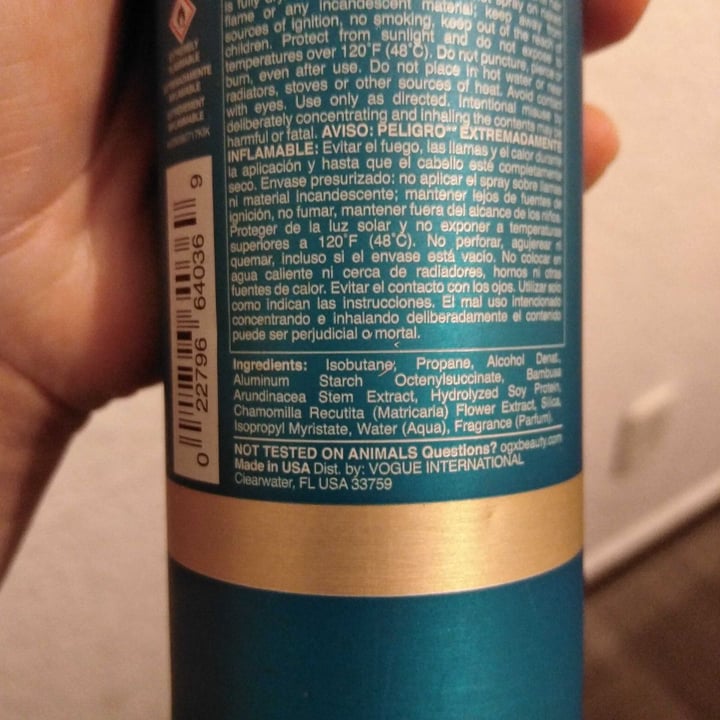 is fully dry.
flame or any incandescent material; keep away from
sources of ignition, no smoking, keep out of the reach of
children. Protect from sunlight and do not expose to
temperatures over 120°F (48°C). Do not puncture, pierce or
burn, even after use. Do not place in hot water or near
radiators, stoves or other sources of heat. Avoid contact
with eyes. Use only as directed. Intentional misuse by
deliberately concentrating and inhaling the contents may be
harmful or fatal. AVISO: PELIGRO** EXTREMADAMENTE
INFLAMABLE: Evitar el fuego, las llamas y el calor durante
la aplicación y hasta que el cabello esté completamente
seco. Envase presurizado: no aplicar el spray sobre llamas
ni material incandescente; mantener lejos de fuentes de
ignición, no fumar, mantener fuera del alcance de los niños.
Proteger de la luz solar y no exponer a temperaturas
superiores a 120°F (48°C). No perforar, agujerear ni
quemar, incluso si el envase está vacío. No colocar en
agua caliente ni cerca de radiadores, hornos ni otras
fuentes de calor. Evitar el contacto con los ojos. Utilizar solo
como indican las instrucciones. El mal uso intencionado
concentrando e inhalando deliberadamente el contenido
puede ser perjudicial o mortal.
Ingredients: Isobutane, Propane, Alcohol Denat.,
Aluminum Starch Octenylsuccinate, Bambusa
Arundinacea Stem Extract, Hydrolyzed Soy Protein,
Chamomilla Recutita (Matricaria) Flower Extract, Silica,
Isopropyl Myristate, Water (Aqua), Fragrance (Parfum).
NOT TESTED ON ANIMALS Questions? ogxbeauty.com
Made in USA Dist. by: VOGUE INTERNATIONAL
Clearwater, FL USA 33759
0 22796 64036 9